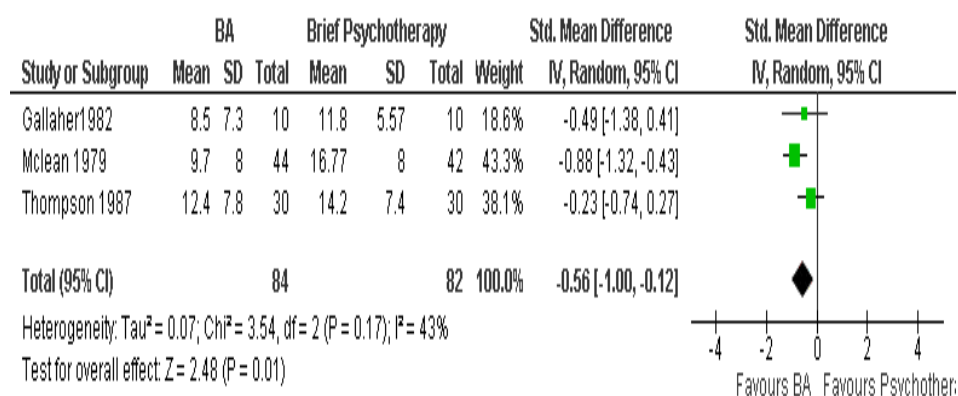 BA Brief Psychotherapy Std. Mean Difference Std. Mean Difference
Study or Subgroup Mean SD Total Mean SD Total Weight IV, Random, 95% CI IV, Random, 95% CI
Gallaher1982 8.5 7.3 10 11.8 5.57 10 18.6% -0.49 [-1.38, 0.41]
Mclean 1979 9.7 8 44 16.77 8 42 43.3% -0.88 [-1.32, -0.43]
Thompson 1987 12.4 7.8 30 14.2 7.4 30 38.1% -0.23 [-0.74, 0.27]
Total (95% CI) 84 82 100.0% -0.56 [-1.00, -0.12]
Heterogeneity: Tau² = 0.07; Chi² = 3.54, df = 2 (P = 0.17); I² = 43%
Test for overall effect: Z = 2.48 (P = 0.01)
-4 -2 0 2 4
Favours BA Favours Psychothera